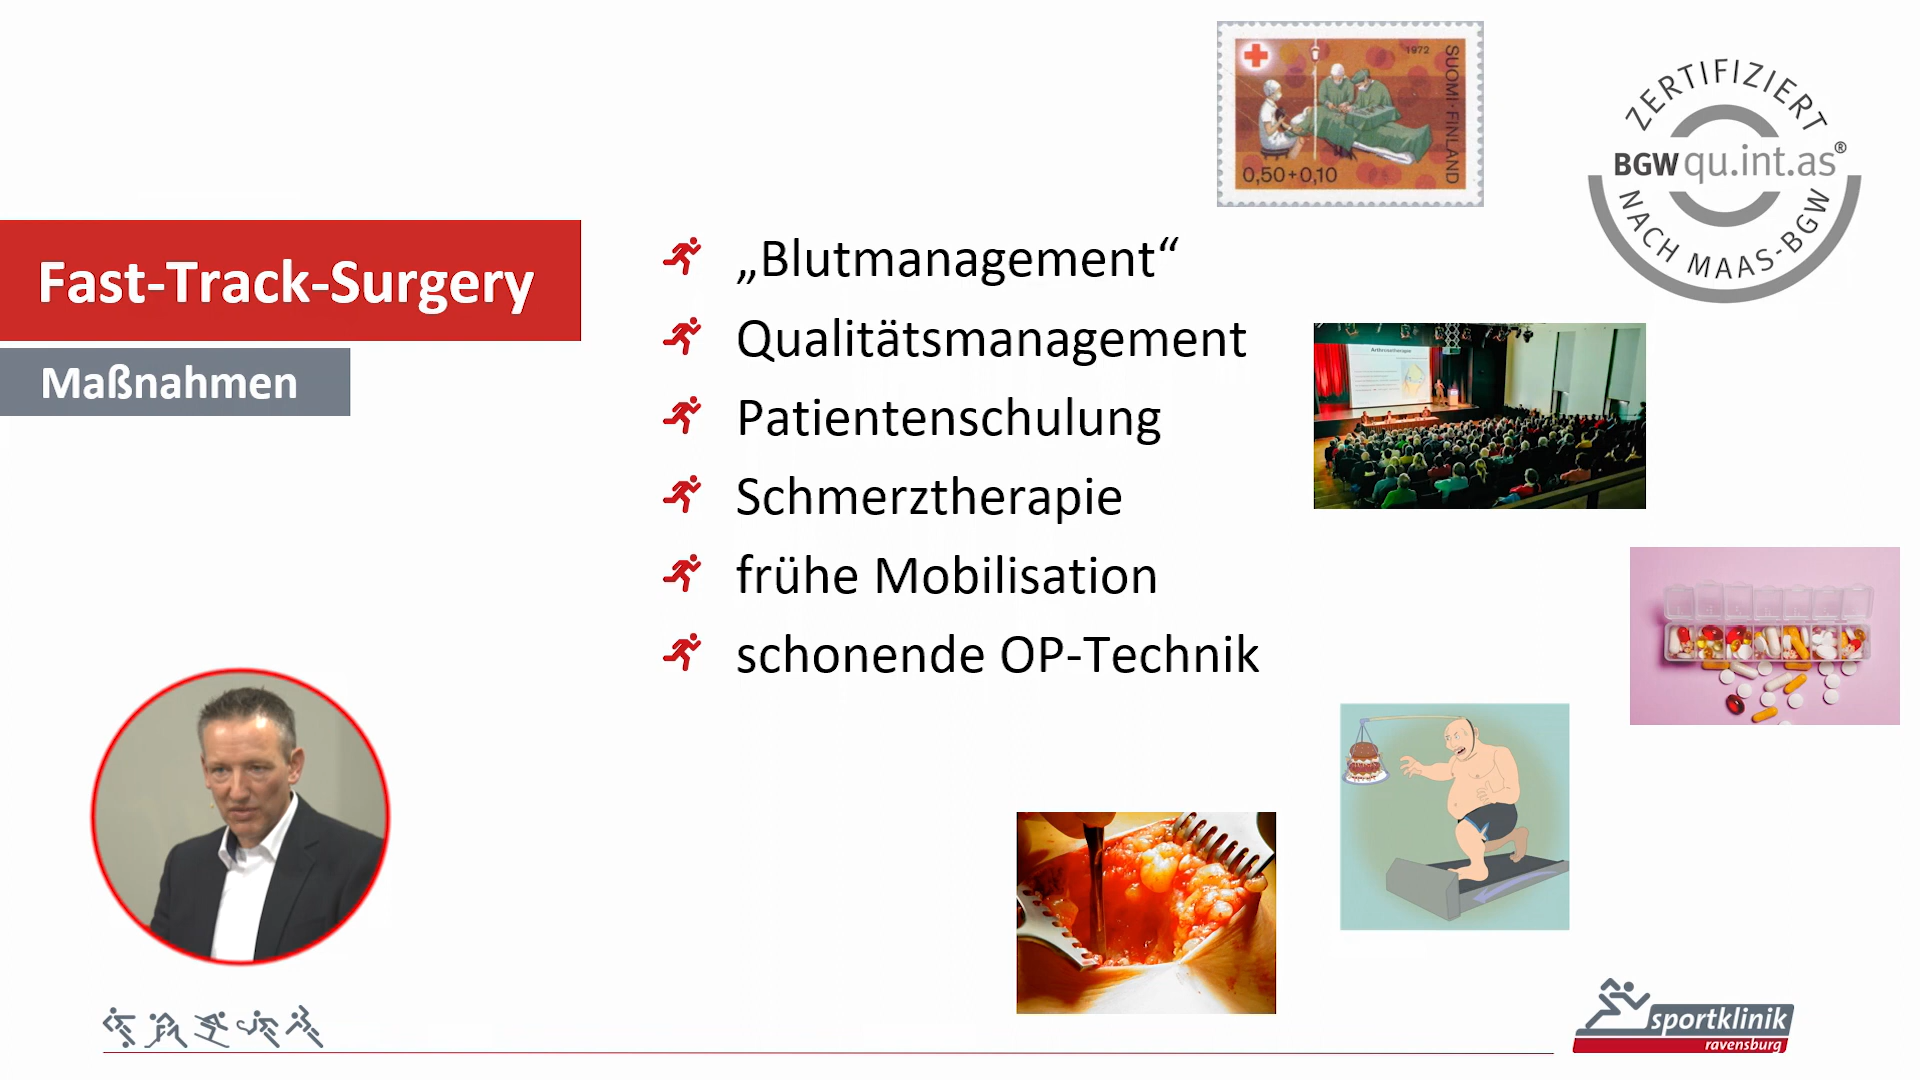 Fast-Track-Surgery
Maßnahmen
„Blutmanagement“
Qualitätsmanagement
Patientenschulung
Schmerztherapie
frühe Mobilisation
schonende OP-Technik
1972
SUOMI·FINLAND
0,50+0,10
ZERTIFIZIERT
BGW qu.int.as®
NACH MAAS-BGW
Arthrosetherapie
sportklinik
ravensburg